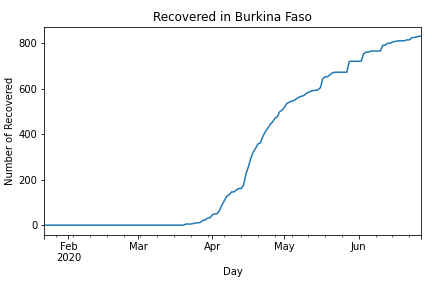 Recovered in Burkina Faso
Number of Recovered
800
600
400
200
0
Feb
2020
Mar
Apr
May
Jun
Day